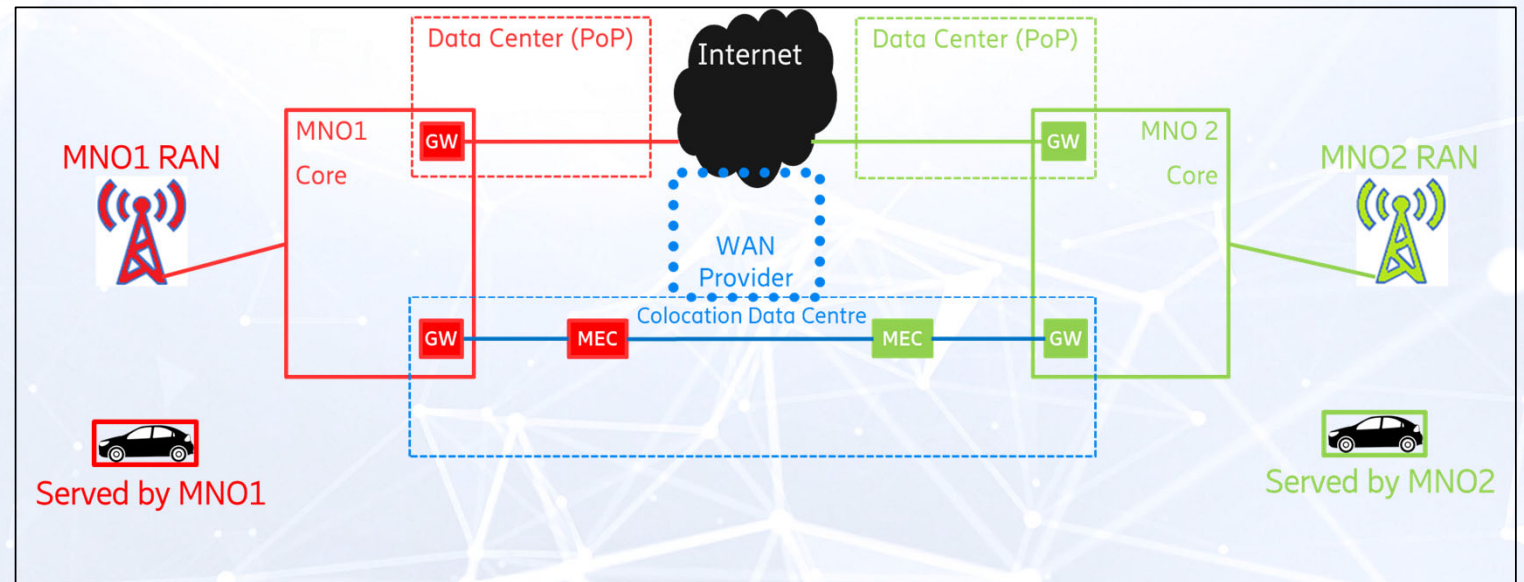 Data Center (PoP)
Internet
Data Center (PoP)
MNO1 RAN
MNO1
Core
GW
GW
MNO 2
Core
MNO2 RAN
WAN
Provider
Colocation Data Centre
GW
MEC
MEC
GW
Served by MNO1
Served by MNO2